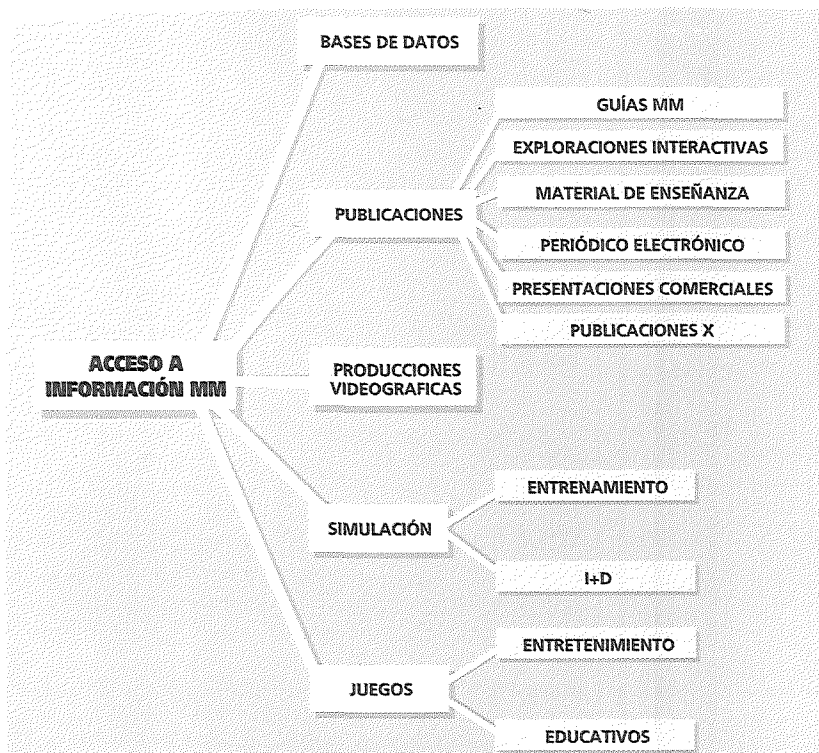 BASES DE DATOS
GUÍAS MM
EXPLORACIONES INTERACTIVAS
MATERIAL DE ENSEÑANZA
PUBLICACIONES
PERIÓDICO ELECTRÓNICO
PRESENTACIONES COMERCIALES
PUBLICACIONES X
ACCESO A
INFORMACIÓN MM
PRODUCCIONES
VIDEOGRAFICAS
ENTRENAMIENTO
SIMULACIÓN
I+D
ENTRETENIMIENTO
JUEGOS
EDUCATIVOS